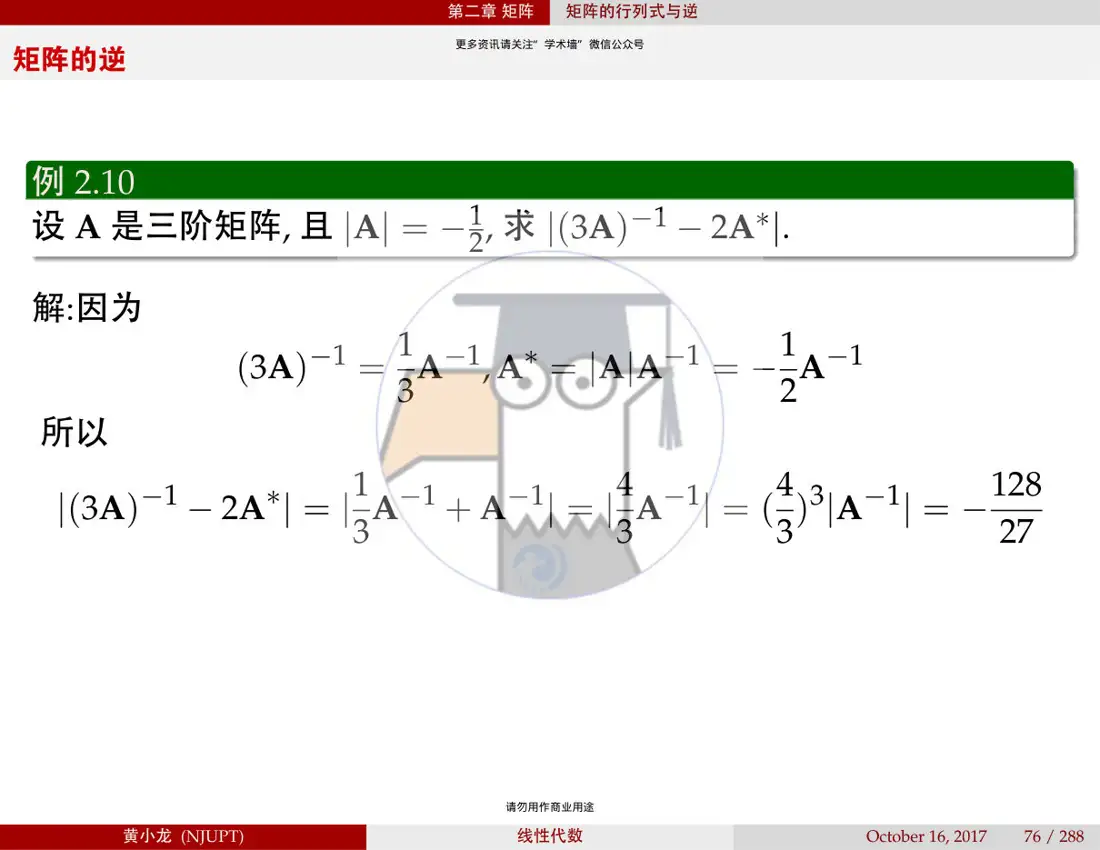 第二章 矩阵 矩阵的行列式与逆
更多资讯请关注“学术墙”微信公众号
矩阵的逆
例 2.10
设 A 是三阶矩阵, 且 |A| = −1/2, 求 |(3A)⁻¹ − 2A*|.
解:因为
(3A)⁻¹ = 1/3 A⁻¹, A* = |A|A⁻¹ = −1/2 A⁻¹
所以
|(3A)⁻¹ − 2A*| = |1/3 A⁻¹ + A⁻¹| = |4/3 A⁻¹| = (4/3)³|A⁻¹| = −128/27
请勿用作商业用途
黄小龙 (NJUPT) 线性代数 October 16, 2017 76 / 288